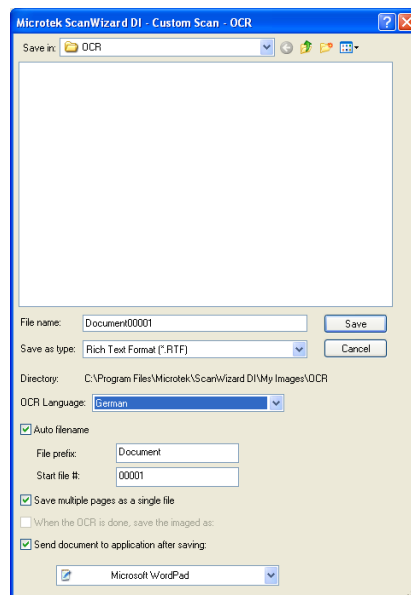 Microtek ScanWizard DI - Custom Scan - OCR
Save in: OCR
File name: Document00001 Save
Save as type: Rich Text Format (*.RTF) Cancel
Directory: C:\Program Files\Microtek\ScanWizard DI\My Images\OCR
OCR Language: German
Auto filename
File prefix: Document
Start file #: 00001
Save multiple pages as a single file
When the OCR is done, save the imaged as:
Send document to application after saving:
Microsoft WordPad